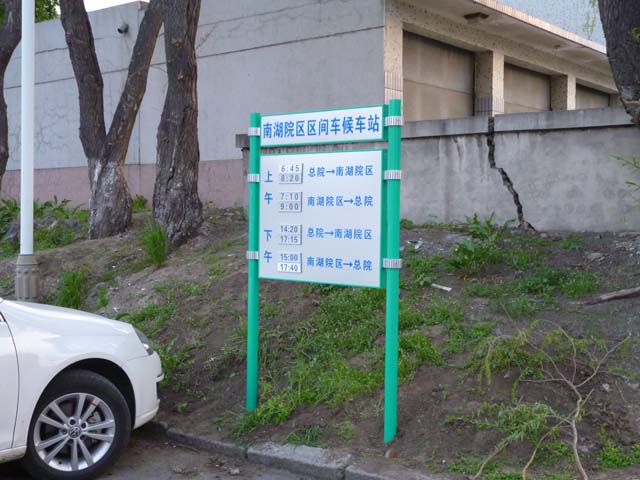 南湖院区区间车候车站
上午
6:45
8:20
总院→南湖院区
7:10
9:00
南湖院区→总院
下午
14:20
17:15
总院→南湖院区
15:00
17:40
南湖院区→总院